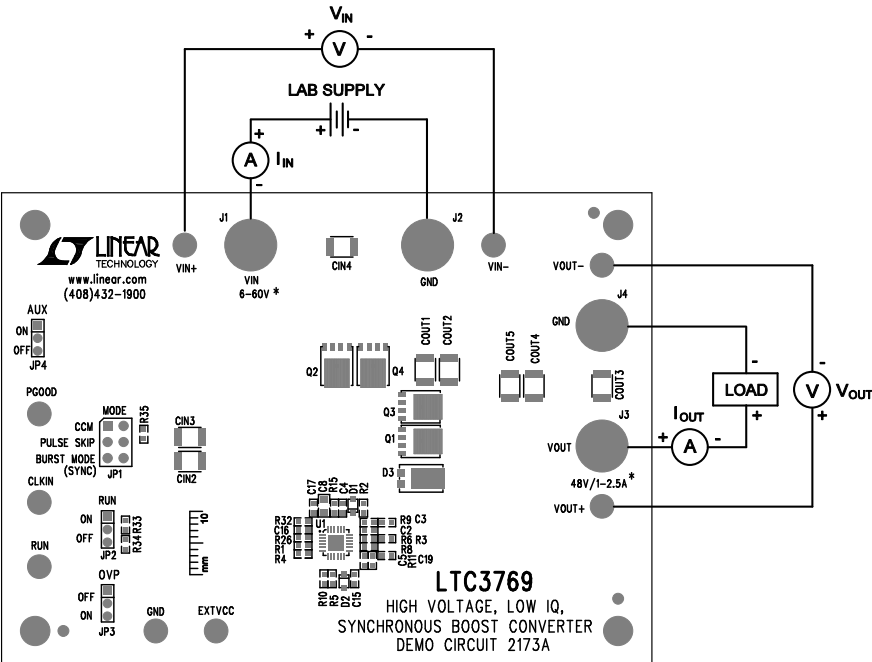 VIN
+ V -
LAB SUPPLY
+ -
+
A IIN
-
J1
J2
LINEAR
TECHNOLOGY
www.linear.com
(408)432-1900
VIN+
VIN
6-60V *
CIN4
GND
VIN-
VOUT-
J4
GND
AUX
ON
OFF
JP4
COUT1
COUT2
COUT5
COUT4
COUT3
Q2
Q4
-
LOAD
+
-
V VOUT
+
PGOOD
MODE
CCM
PULSE SKIP
BURST MODE
(SYNC)
JP1
R35
CIN3
CIN2
Q3
Q1
D3
J3
VOUT
48V/1-2.5A *
IOUT
+ A -
VOUT+
CLKIN
RUN
ON
OFF
JP2
R33
R34
10
mm
C17
C8
R15
C4
D1
R2
R32
C16
R26
R1
R4
U1
R9
C3
C2
R6
R3
R8
C5
R11
C19
R10
R5
D2
C15
RUN
OVP
OFF
ON
JP3
GND
EXTVCC
LTC3769
HIGH VOLTAGE, LOW IQ,
SYNCHRONOUS BOOST CONVERTER
DEMO CIRCUIT 2173A